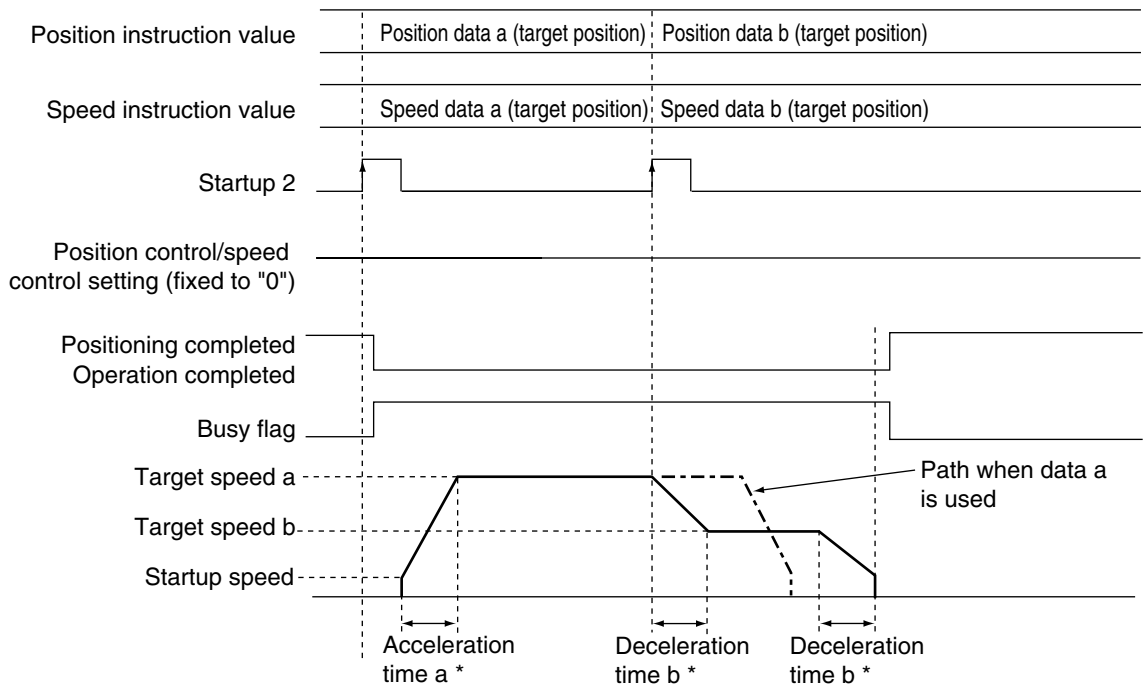 Position instruction value
Position data a (target position)
Position data b (target position)
Speed instruction value
Speed data a (target position)
Speed data b (target position)
Startup 2
Position control/speed
control setting (fixed to "0")
Positioning completed
Operation completed
Busy flag
Target speed a
Path when data a
is used
Target speed b
Startup speed
Acceleration
time a *
Deceleration
time b *
Deceleration
time b *